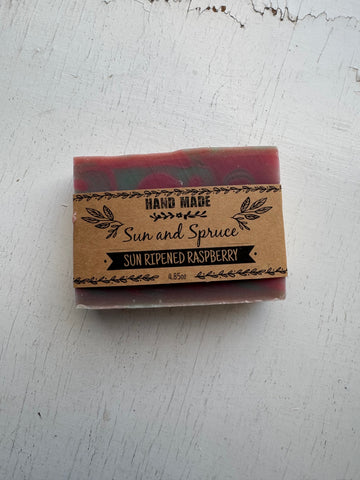 HAND MADE
Sun and Spruce
SUN RIPENED RASPBERRY
4.85oz